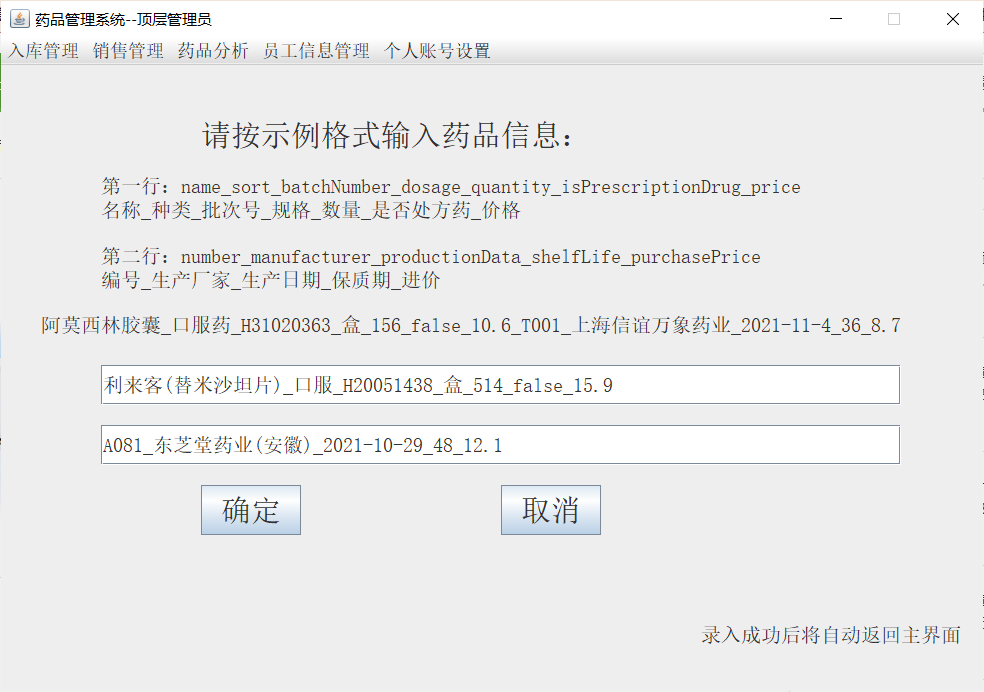 药品管理系统--顶层管理员
入库管理 销售管理 药品分析 员工信息管理 个人账号设置
请按示例格式输入药品信息：
第一行：name_sort_batchNumber_dosage_quantity_isPrescriptionDrug_price
名称_种类_批次号_规格_数量_是否处方药_价格
第二行：number_manufacturer_productionData_shelfLife_purchasePrice
编号_生产厂家_生产日期_保质期_进价
阿莫西林胶囊_口服药_H31020363_盒_156_false_10.6_T001_上海信谊万象药业_2021-11-4_36_8.7
利来客(替米沙坦片)_口服_H20051438_盒_514_false_15.9
A081_东芝堂药业(安徽)_2021-10-29_48_12.1
确定 取消
录入成功后将自动返回主界面